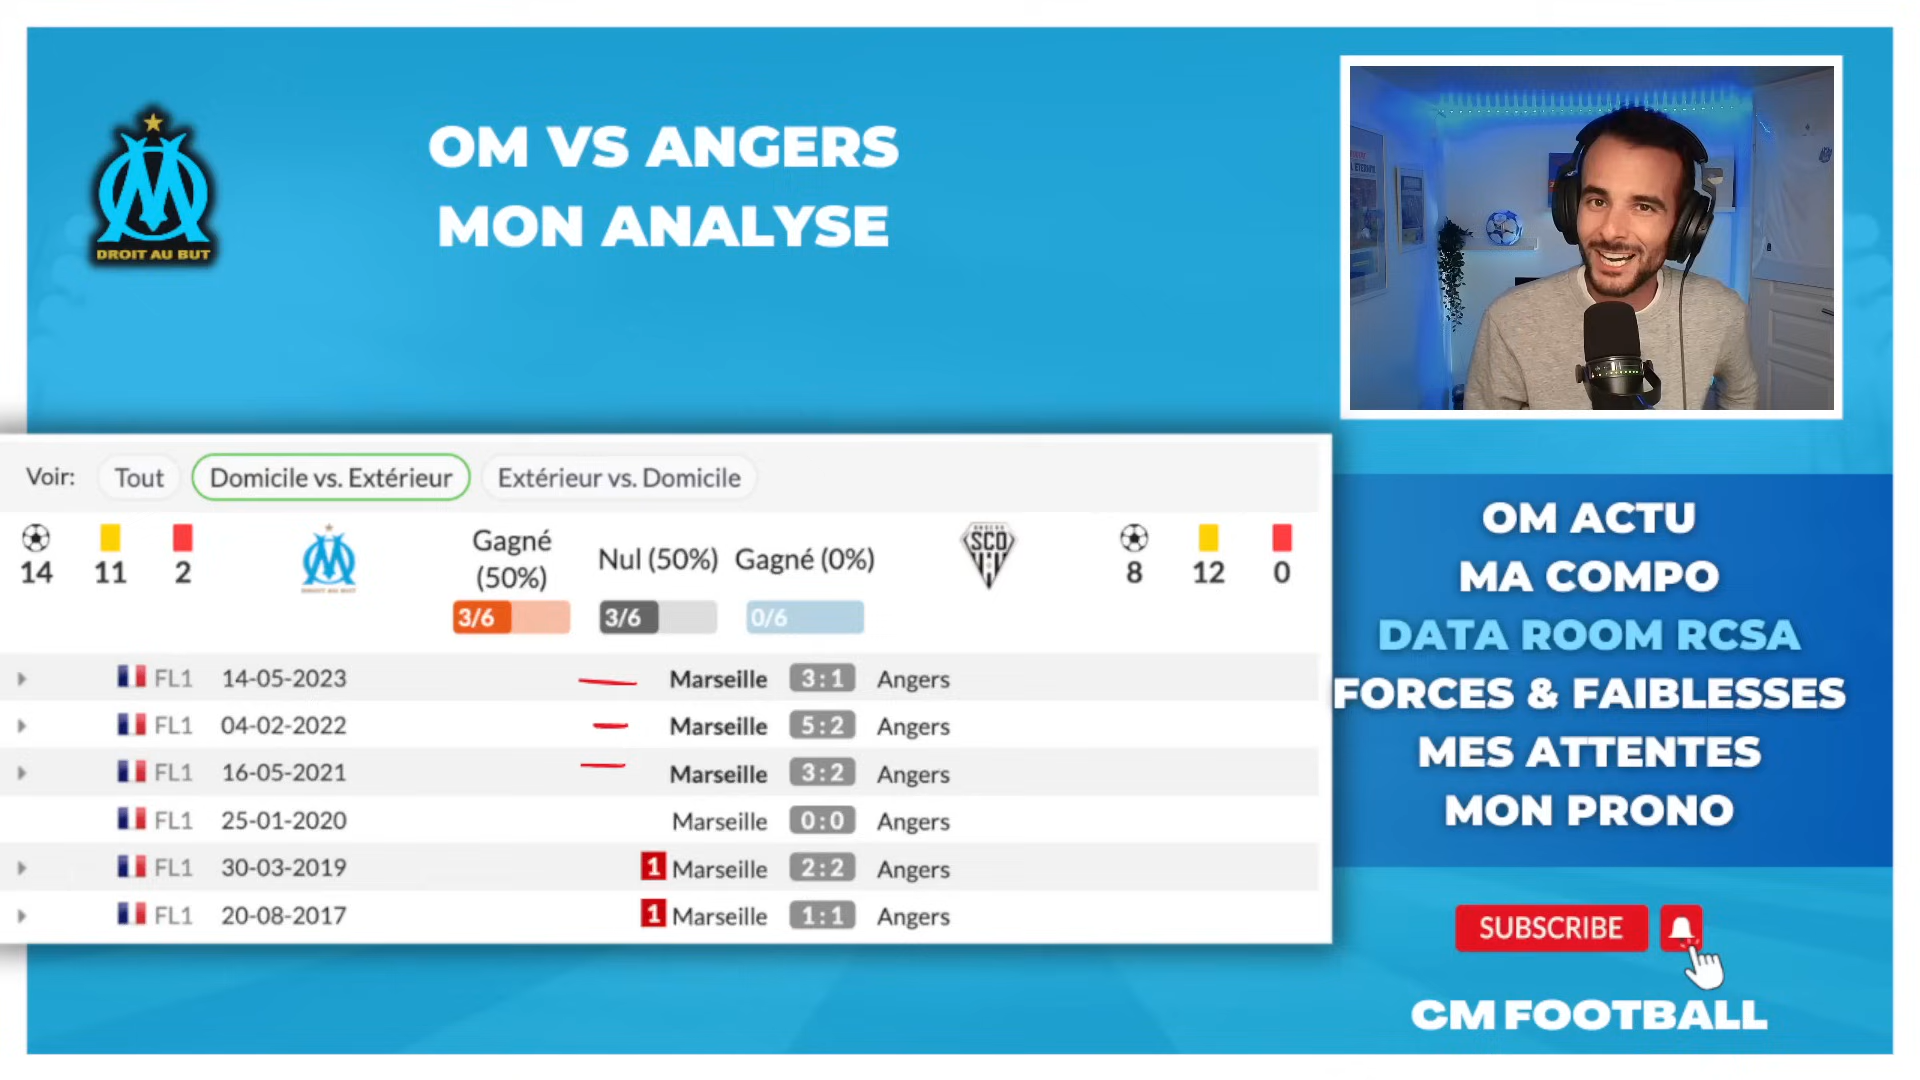 OM VS ANGERS
MON ANALYSE
DROIT AU BUT
Voir: Tout Domicile vs. Extérieur Extérieur vs. Domicile
14 11 2 DROIT AU BUT Gagné (50%) Nul (50%) Gagné (0%) ANGERS SCO 8 12 0
3/6 3/6 0/6
FL1 14-05-2023 Marseille 3:1 Angers
FL1 04-02-2022 Marseille 5:2 Angers
FL1 16-05-2021 Marseille 3:2 Angers
FL1 25-01-2020 Marseille 0:0 Angers
FL1 30-03-2019 1 Marseille 2:2 Angers
FL1 20-08-2017 1 Marseille 1:1 Angers
OM ACTU
MA COMPO
DATA ROOM RCSA
FORCES & FAIBLESSES
MES ATTENTES
MON PRONO
SUBSCRIBE
CM FOOTBALL